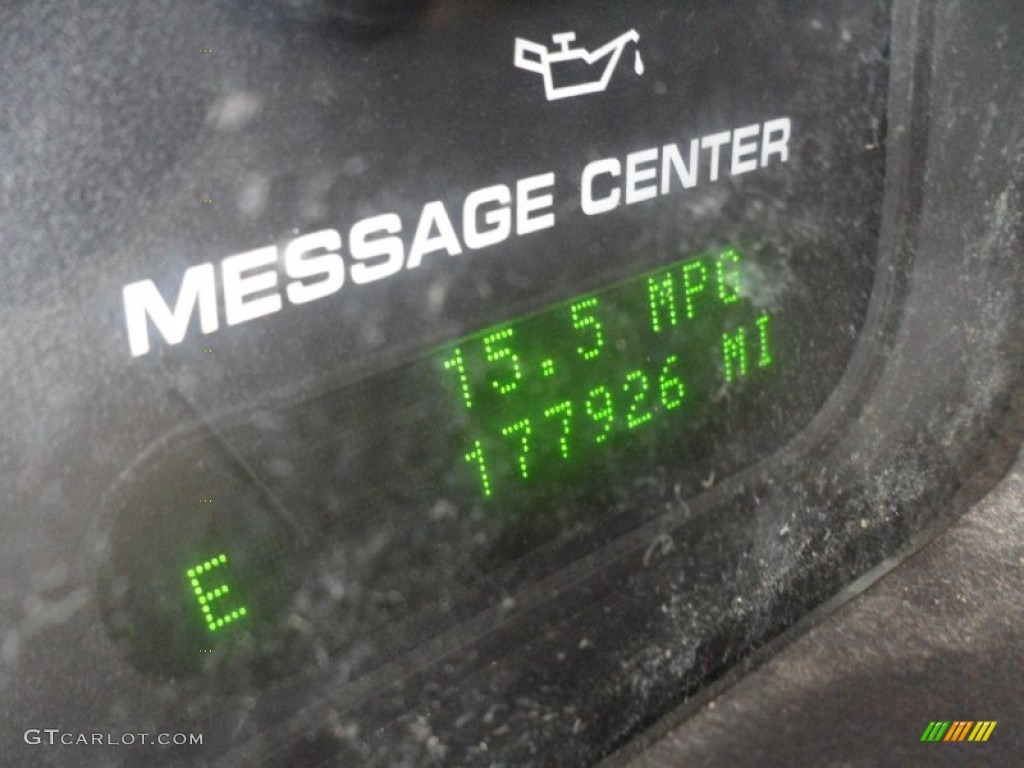 MESSAGE CENTER
15.5 MPG
177926 MI
E
GTCARLOT.COM